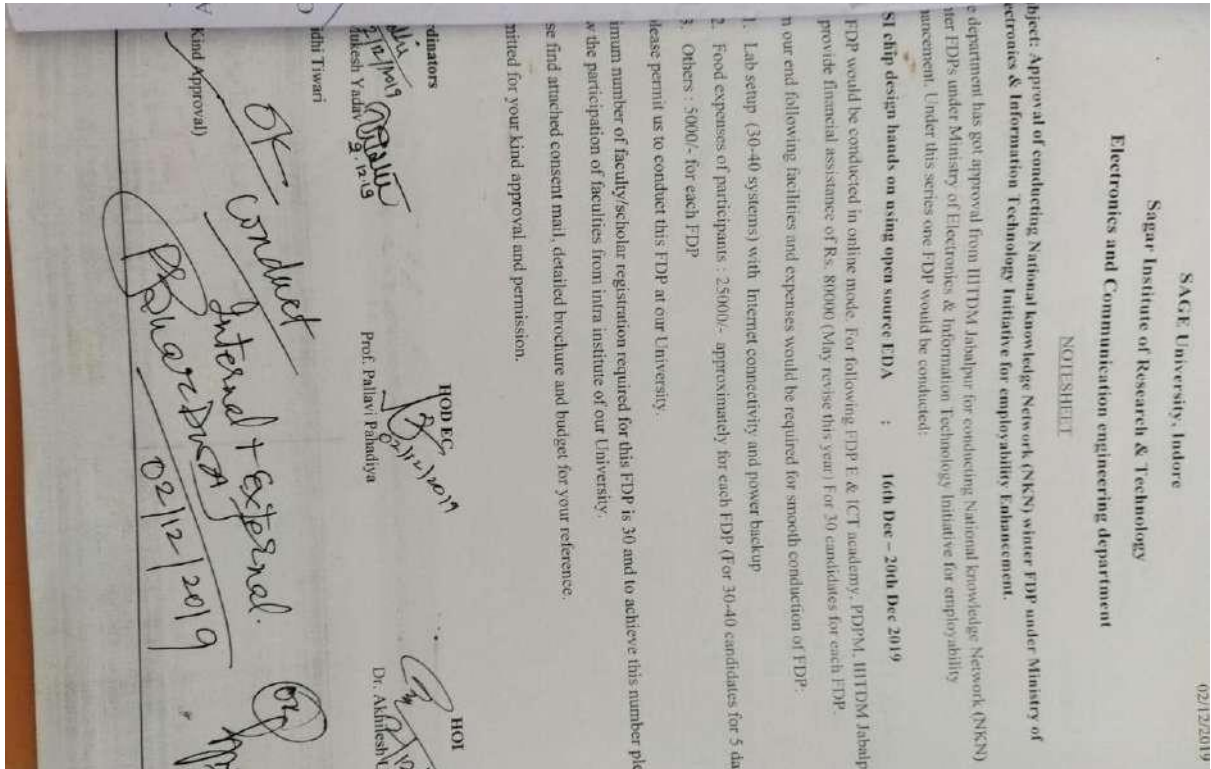 02/12/2019
SAGE University, Indore
Sagar Institute of Research & Technology
Electronics and Communication engineering department
NOTESHEET
bject: Approval of conducting National knowledge Network (NKN) winter FDP under Ministry of
ectronics & Information Technology Initiative for employability Enhancement.
e department has got approval from IIITDM Jabalpur for conducting National knowledge Network (NKN)
nter FDPs under Ministry of Electronics & Information Technology Initiative for employability
hancement. Under this series one FDP would be conducted:
SI chip design hands on using open source EDA : 16th Dec – 20th Dec 2019
FDP would be conducted in online mode. For following FDP E & ICT academy, PDPM, IIITDM Jabalp
provide financial assistance of Rs. 80000 (May revise this year) For 30 candidates for each FDP.
n our end following facilities and expenses would be required for smooth conduction of FDP.
1. Lab setup (30-40 systems) with Internet connectivity and power backup
2. Food expenses of participants : 25000/- approximately for each FDP (For 30-40 candidates for 5 da
3. Others : 5000/- for each FDP
lease permit us to conduct this FDP at our University.
imum number of faculty/scholar registration required for this FDP is 30 and to achieve this number ple
w the participation of faculties from intra institute of our University.
se find attached consent mail, detailed brochure and budget for your reference.
mitted for your kind approval and permission.
rdinators HOD EC HOI
2/12/2019 2.12.19 02/12/2019
Mukesh Yadav Prof. Pallavi Paladiya Dr. Akhilesh
idhi Tiwari
Kind Approval)
OK
Conduct
Internal + External.
02/12/2019